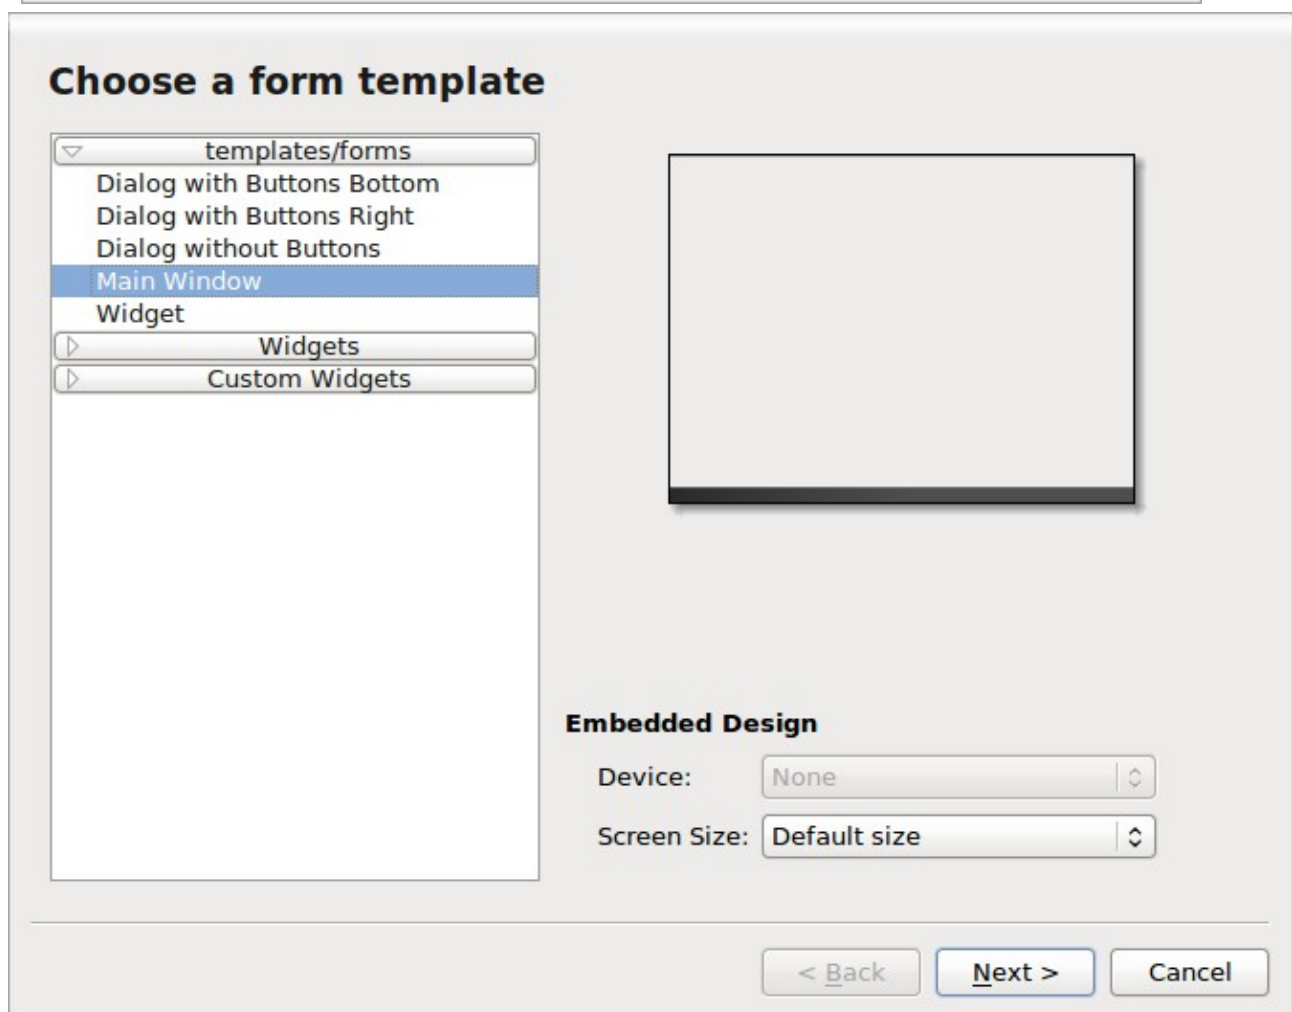 Choose a form template
templates/forms
Dialog with Buttons Bottom
Dialog with Buttons Right
Dialog without Buttons
Main Window
Widget
Widgets
Custom Widgets
Embedded Design
Device: None
Screen Size: Default size
< Back Next > Cancel